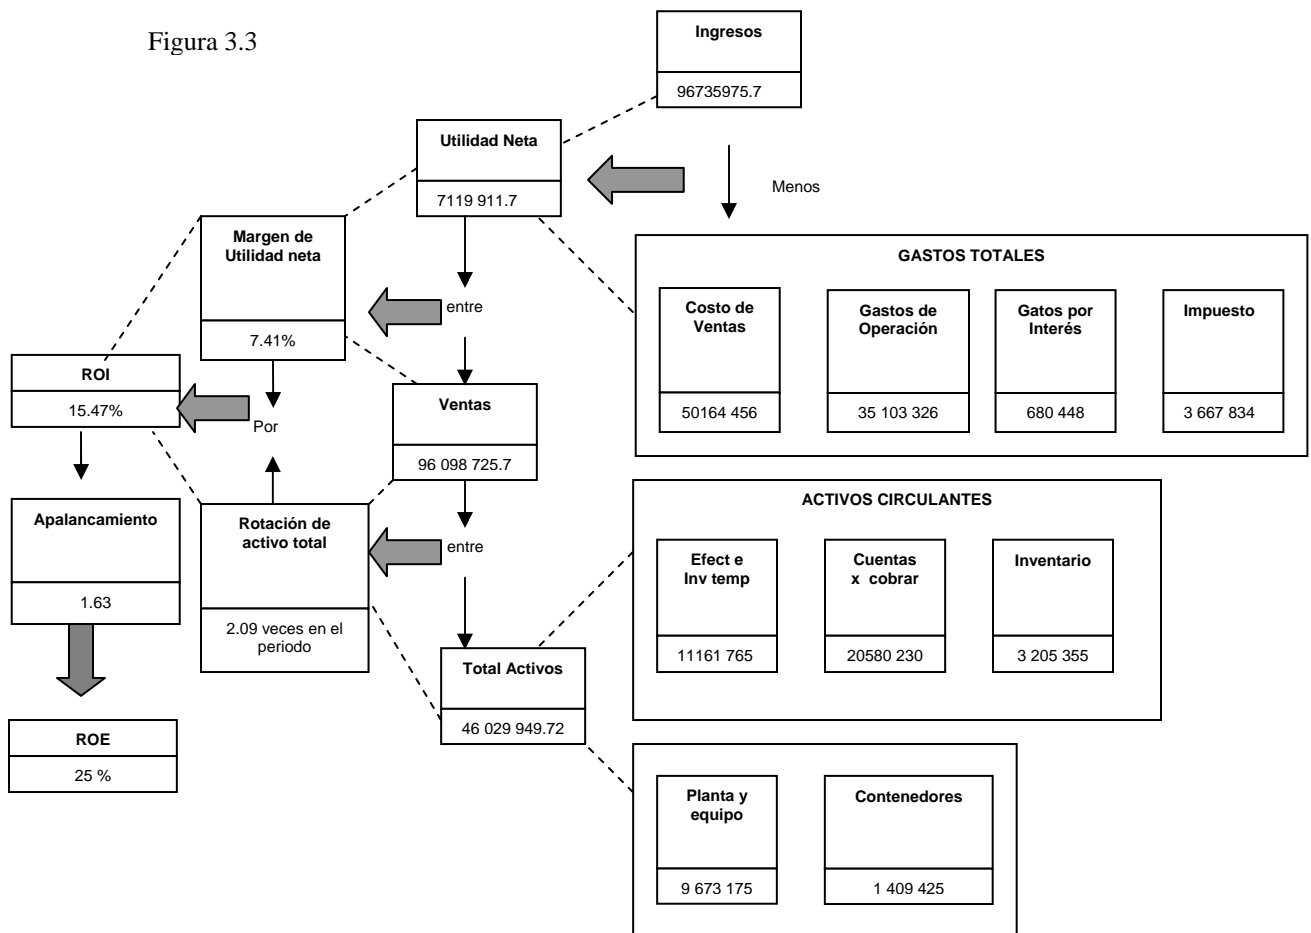 Figura 3.3
Ingresos
96735975.7
Utilidad Neta
7119 911.7
Menos
Margen de
Utilidad neta
7.41%
entre
GASTOS TOTALES
Costo de
Ventas
50164 456
Gastos de
Operación
35 103 326
Gatos por
Interés
680 448
Impuesto
3 667 834
ROI
15.47%
Por
Ventas
96 098 725.7
Apalancamiento
1.63
Rotación de
activo total
2.09 veces en el
periodo
entre
ACTIVOS CIRCULANTES
Efect e
Inv temp
11161 765
Cuentas
x cobrar
20580 230
Inventario
3 205 355
Total Activos
46 029 949.72
ROE
25 %
Planta y
equipo
9 673 175
Contenedores
1 409 425